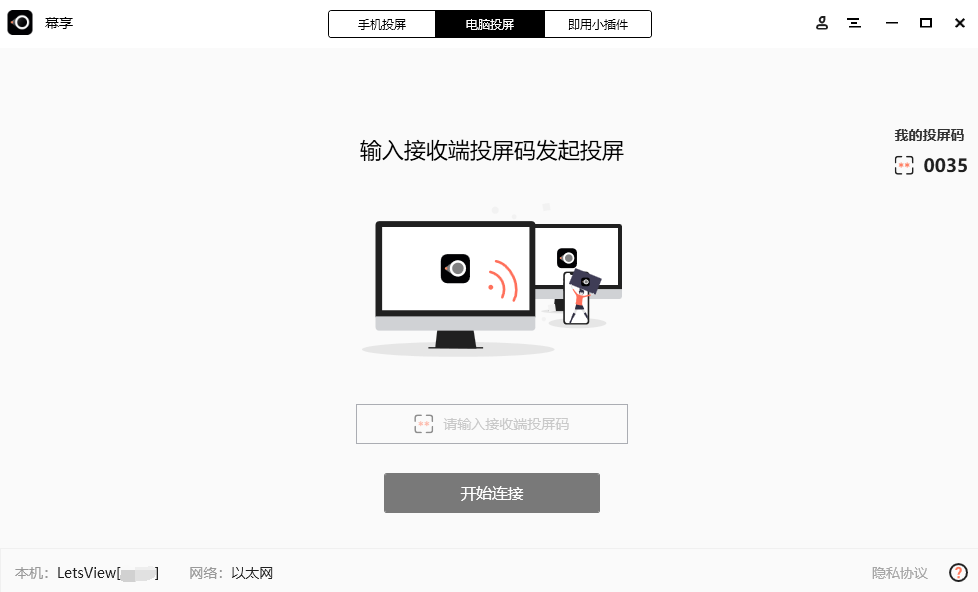 幕享
手机投屏 电脑投屏 即用小插件
我的投屏码
0035
输入接收端投屏码发起投屏
请输入接收端投屏码
开始连接
本机: LetsView[ ] 网络: 以太网 隐私协议 ?